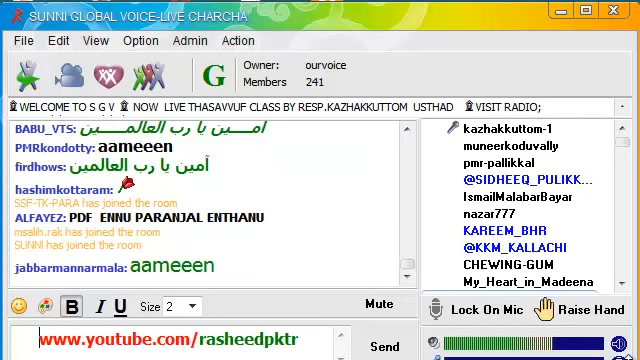 SUNNI GLOBAL VOICE-LIVE CHARCHA
File Edit View Option Admin Action
G
Owner: ourvoice
Members 241
WELCOME TO S G V NOW LIVE THASAVVUF CLASS BY RESP.KAZHAKKUTTOM USTHAD VISIT RADIO;
BABU_VTS: امـــين يا رب العالمـــــين
PMRkondotty: aameeen
firdhows: آمين يا رب العالمين
hashimkottaram:
SSF-TK-PARA has joined the room
ALFAYEZ: PDF ENNU PARANJAL ENTHANU
msalih.rak has joined the room
SUNNI has joined the room
jabbarmannarmala: aameeen
kazhakkuttom-1
muneerkoduvally
pmr-pallikkal
@SIDHEEQ_PULIKK...
IsmailMalabarBayar
nazar777
KAREEM_BHR
@KKM_KALLACHI
CHEWING-GUM
My_Heart_in_Madeena
B I U Size 2 Mute
Lock On Mic Raise Hand
www.youtube.com/rasheedpktr
Send